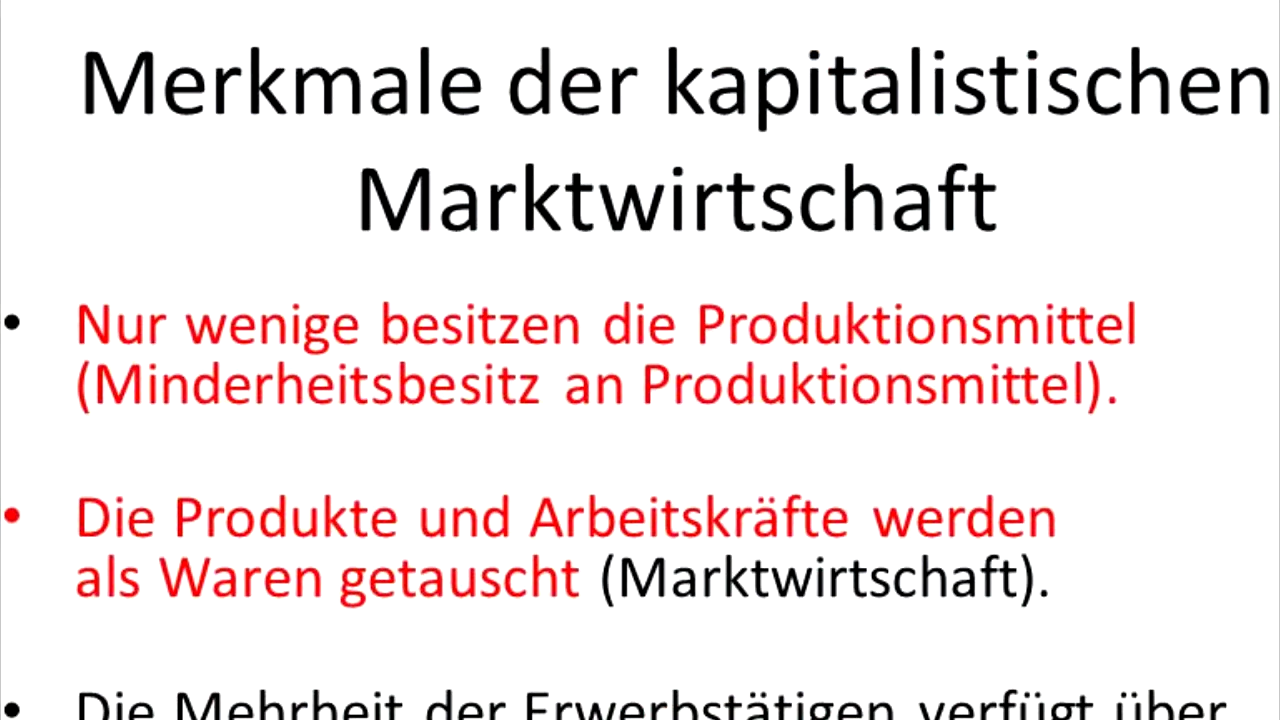 Merkmale der kapitalistischen
Marktwirtschaft
• Nur wenige besitzen die Produktionsmittel
(Minderheitsbesitz an Produktionsmittel).
• Die Produkte und Arbeitskräfte werden
als Waren getauscht (Marktwirtschaft).
• Die Mehrheit der Erwerbstätigen verfügt über